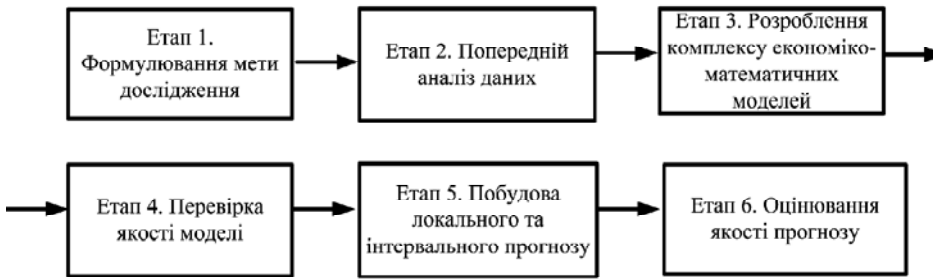 Етап 1.
Формулювання мети
дослідження
Етап 2. Попередній
аналіз даних
Етап 3. Розроблення
комплексу економіко-
математичних
моделей
Етап 4. Перевірка
якості моделі
Етап 5. Побудова
локального та
інтервального прогнозу
Етап 6. Оцінювання
якості прогнозу